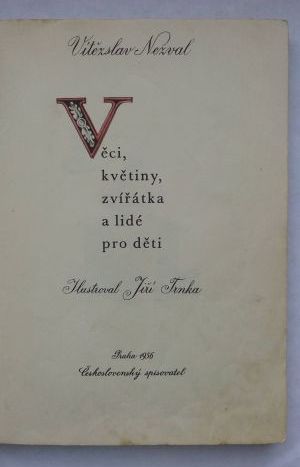 Vítězslav Nezval
Věci,
květiny,
zvířátka
a lidé
pro děti
Ilustroval Jiří Trnka
Praha 1956
Československý spisovatel